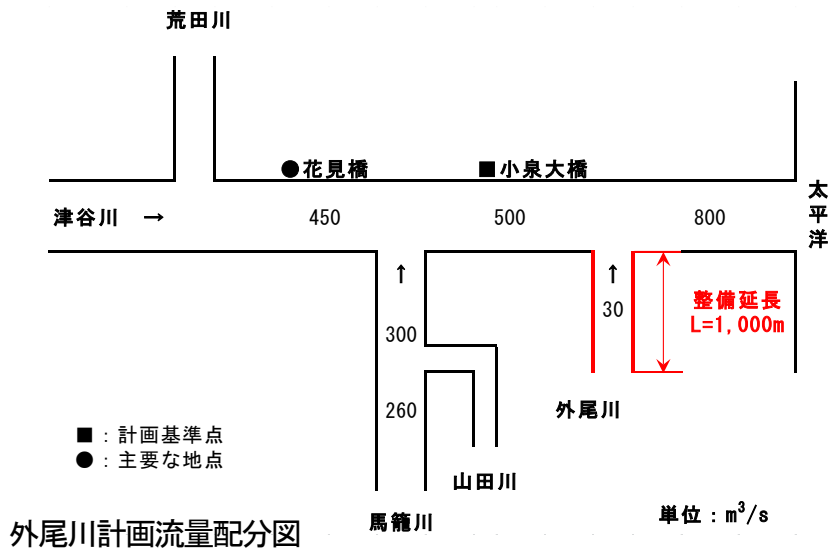 荒田川
●花見橋
■小泉大橋
津谷川 →
450
500
800
太平洋
↑
300
260
↑
30
整備延長
L=1,000m
外尾川
■：計画基準点
●：主要な地点
山田川
馬籠川
単位：m³/s
外尾川計画流量配分図